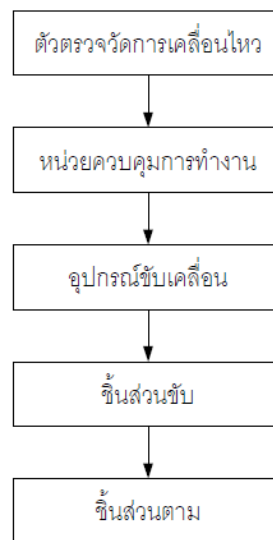 ตัวตรวจวัดการเคลื่อนไหว
หน่วยควบคุมการทำงาน
อุปกรณ์ขับเคลื่อน
ชิ้นส่วนขับ
ชิ้นส่วนตาม